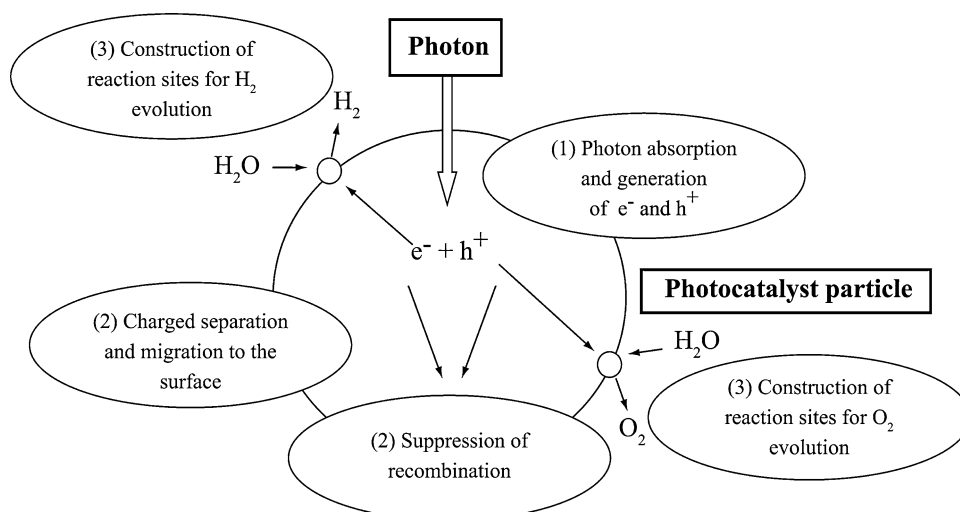 (3) Construction of
reaction sites for H₂
evolution
Photon
H₂
H₂O
(1) Photon absorption
and generation
of e⁻ and h⁺
e⁻ + h⁺
Photocatalyst particle
(2) Charged separation
and migration to the
surface
H₂O
(3) Construction of
reaction sites for O₂
evolution
O₂
(2) Suppression of
recombination